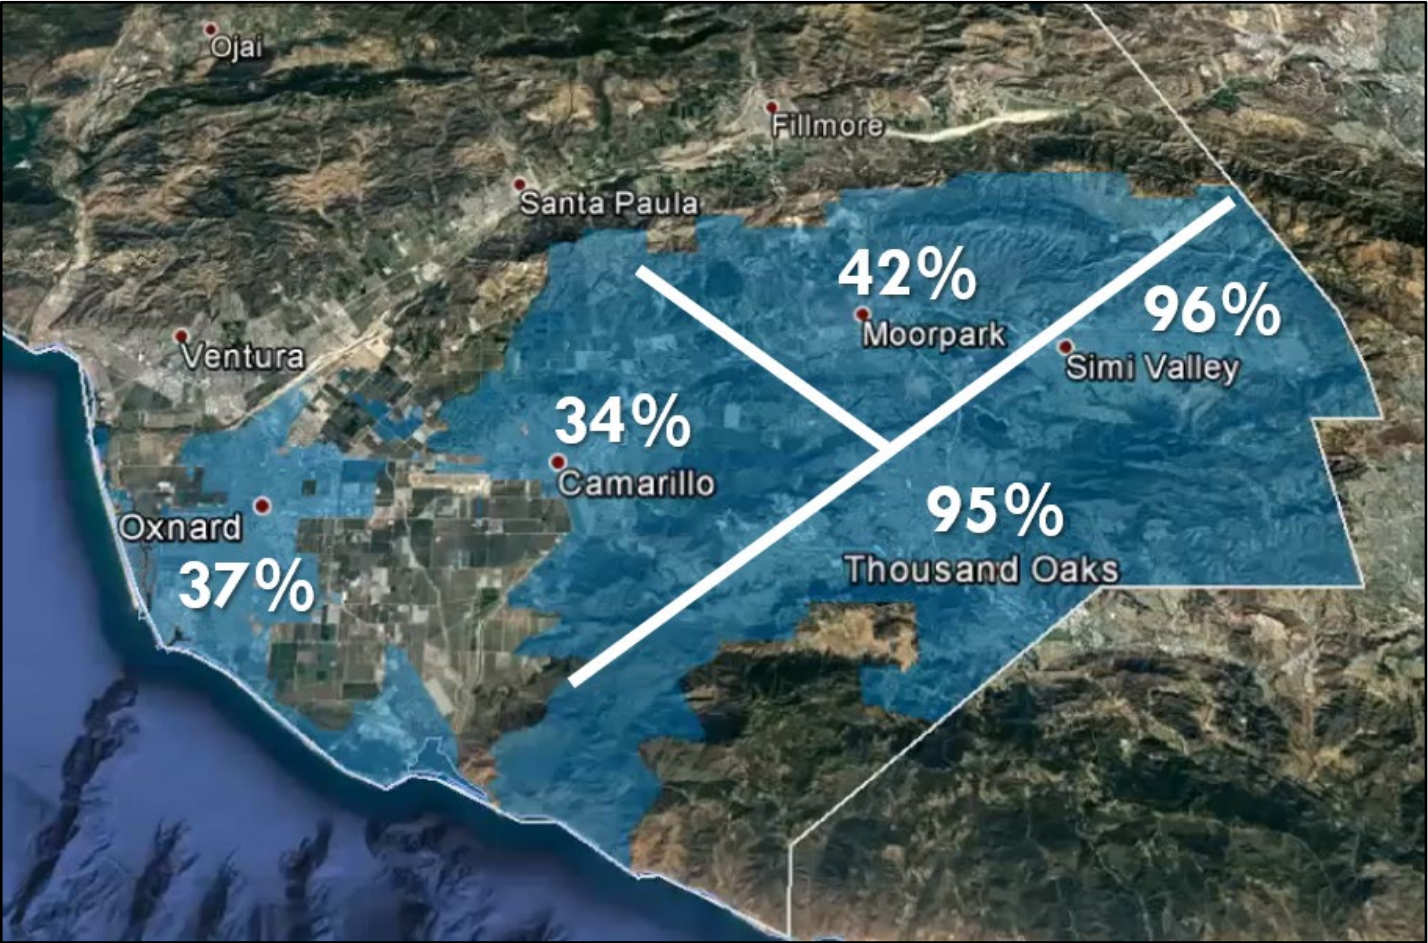 Ojai
Fillmore
Santa Paula
42%
Moorpark
96%
Simi Valley
Ventura
34%
Camarillo
Oxnard
37%
95%
Thousand Oaks